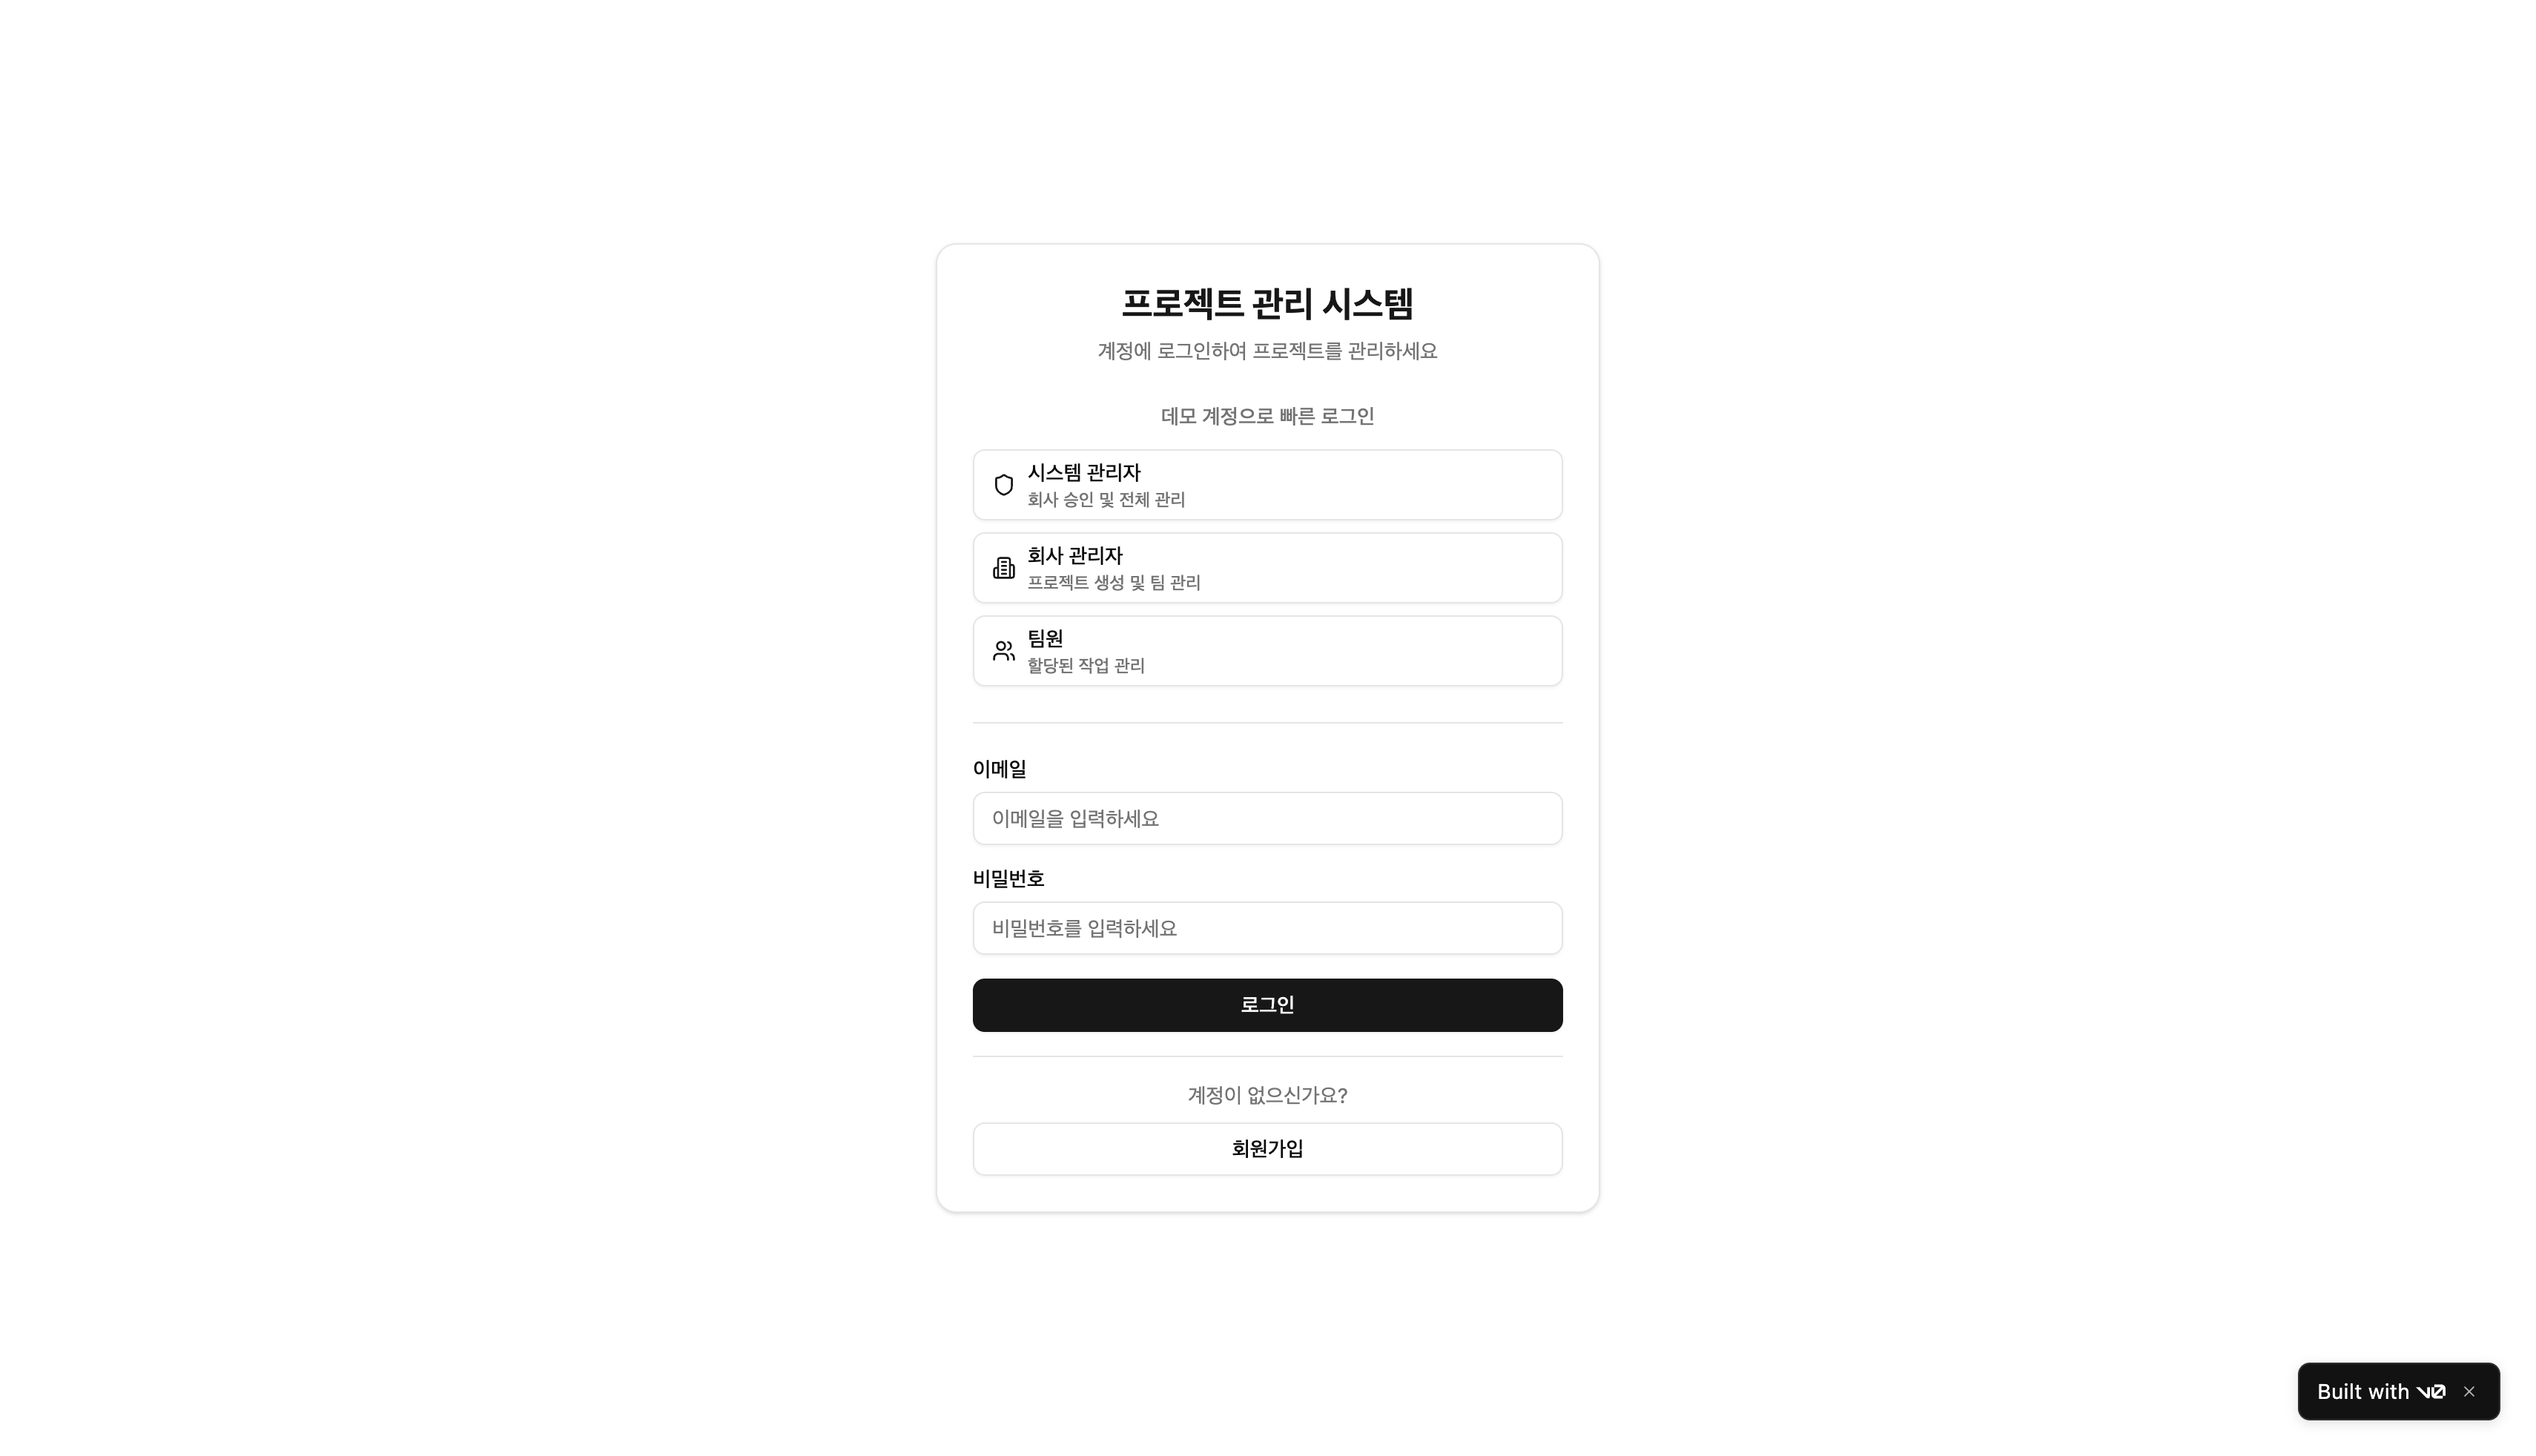 프로젝트 관리 시스템
계정에 로그인하여 프로젝트를 관리하세요
데모 계정으로 빠른 로그인
시스템 관리자
회사 승인 및 전체 관리
회사 관리자
프로젝트 생성 및 팀 관리
팀원
할당된 작업 관리
이메일
이메일을 입력하세요
비밀번호
비밀번호를 입력하세요
로그인
계정이 없으신가요?
회원가입
Built with v0